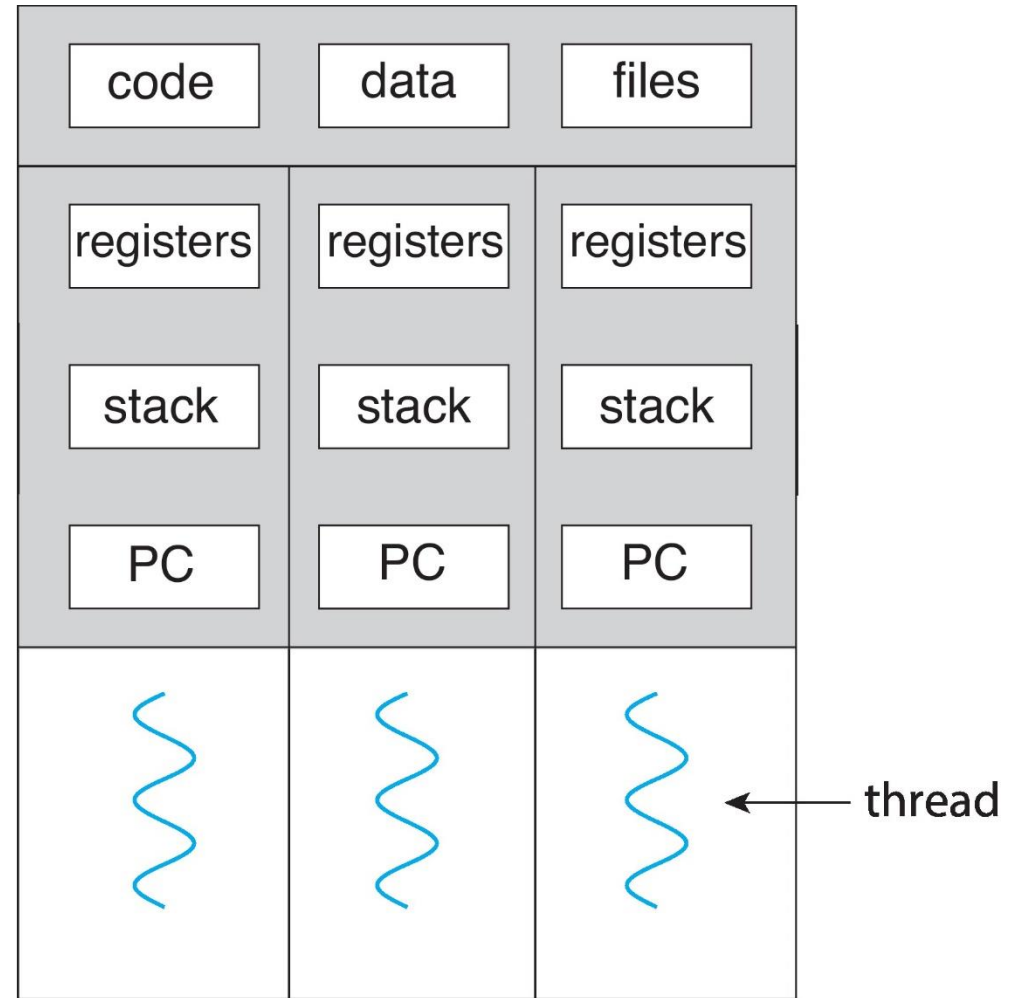 code data files
registers registers registers
stack stack stack
PC PC PC
thread